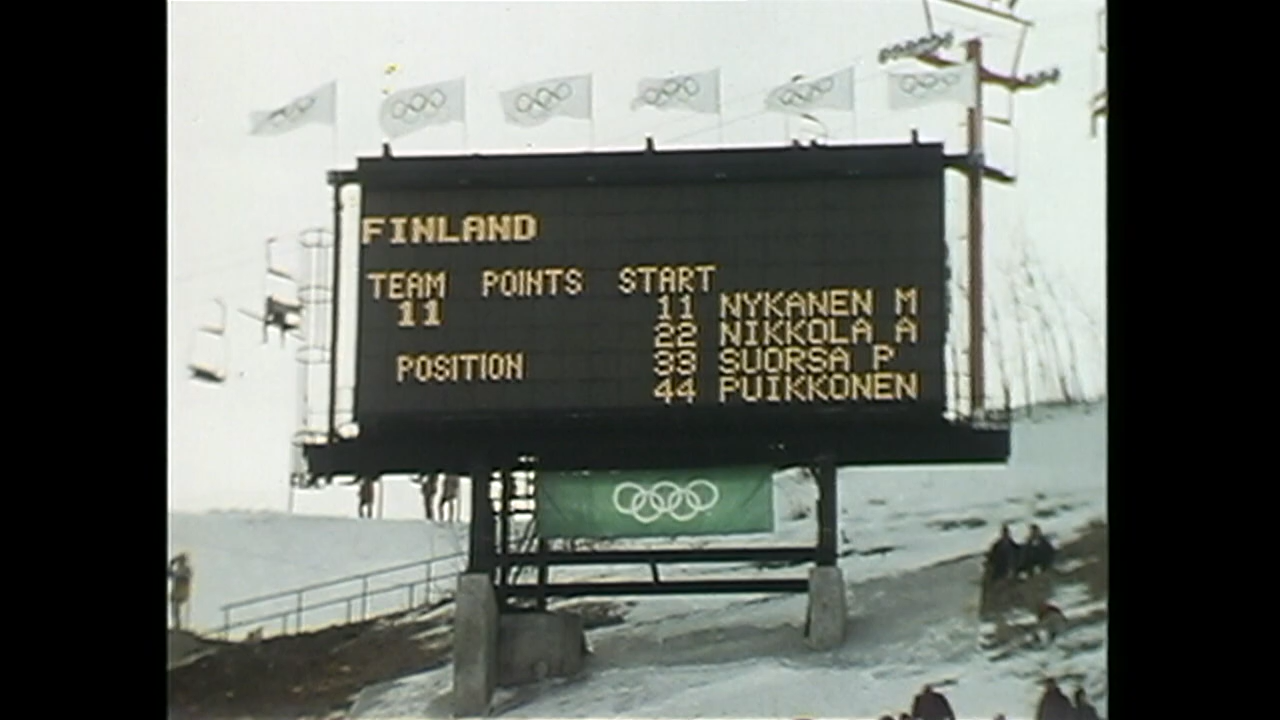 FINLAND
TEAM POINTS START
11 11 NYKANEN M
22 NIKKOLA A
POSITION 33 SUORSA P
44 PUIKKONEN